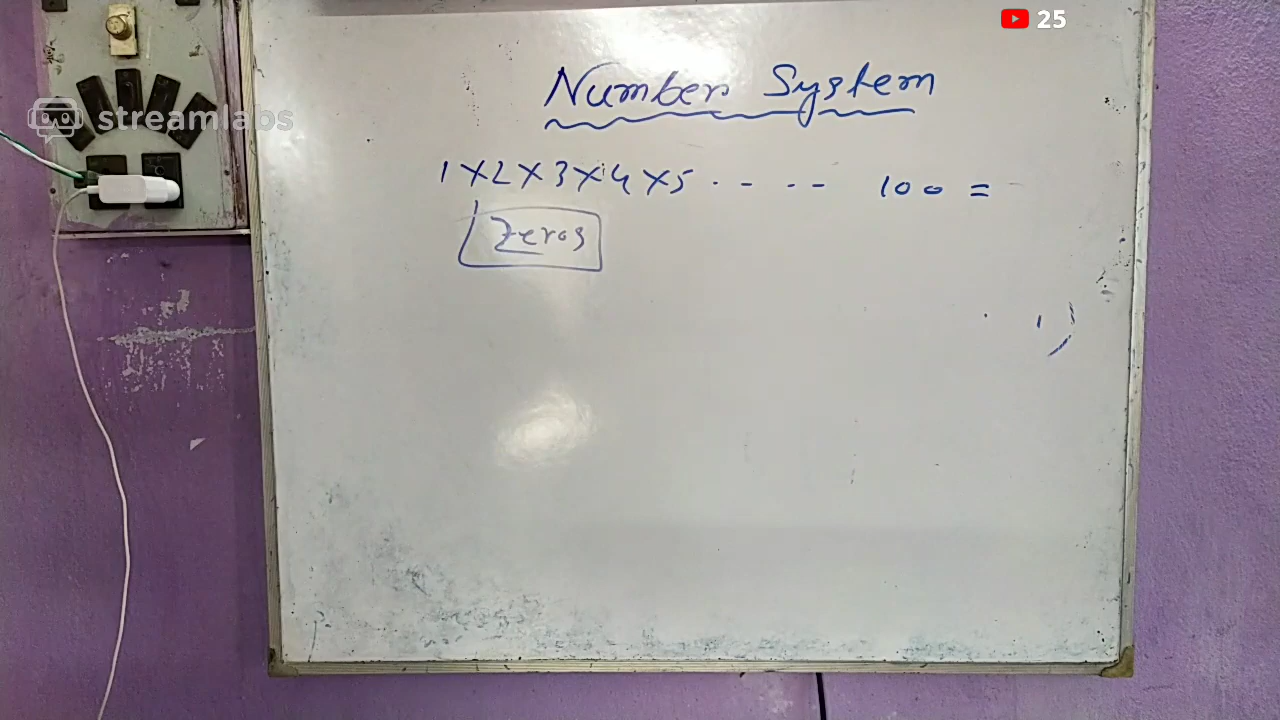 25
Number System
streamlabs
1 X 2 X 3 X 4 X 5 . - - . - - 100 =
Zeros